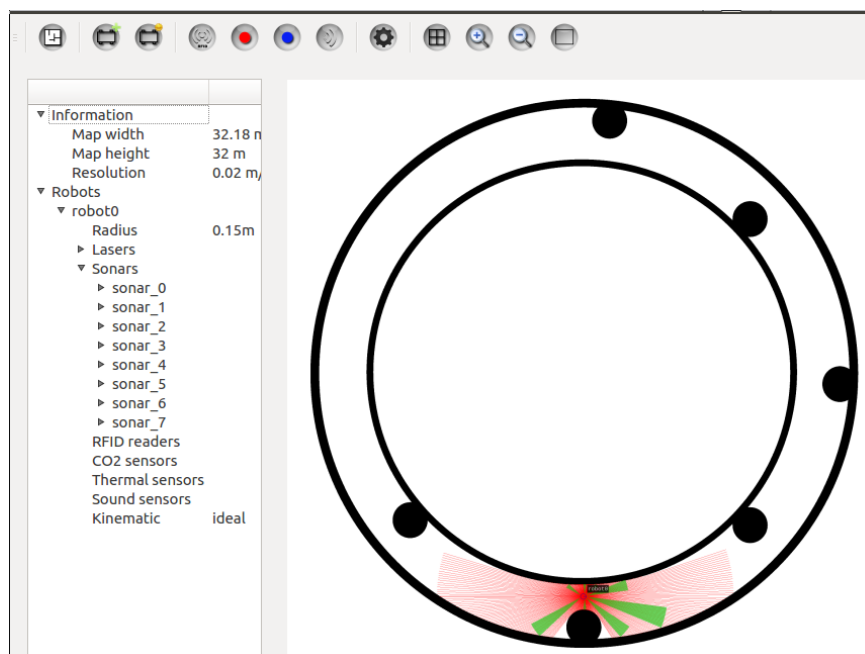 Information
Map width 32.18 m
Map height 32 m
Resolution 0.02 m/
Robots
robot0
Radius 0.15m
Lasers
Sonars
sonar_0
sonar_1
sonar_2
sonar_3
sonar_4
sonar_5
sonar_6
sonar_7
RFID readers
CO2 sensors
Thermal sensors
Sound sensors
Kinematic ideal
robot0